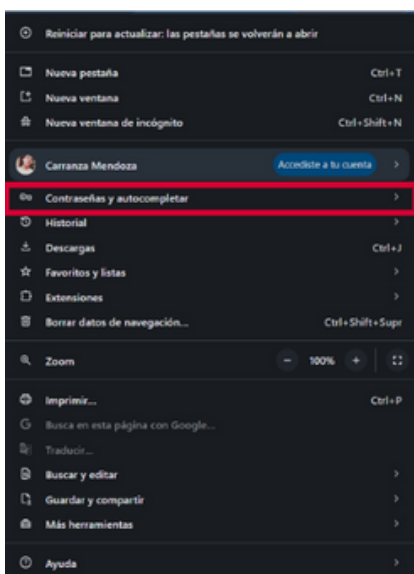 Reiniciar para actualizar: las pestañas se volverán a abrir
Nueva pestaña Ctrl+T
Nueva ventana Ctrl+N
Nueva ventana de incógnito Ctrl+Shift+N
Carranza Mendoza Accediste a tu cuenta
Contraseñas y autocompletar
Historial
Descargas Ctrl+J
Favoritos y listas
Extensiones
Borrar datos de navegación... Ctrl+Shift+Supr
Zoom - 100% +
Imprimir... Ctrl+P
Busca en esta página con Google...
Traducir...
Buscar y editar
Guardar y compartir
Más herramientas
Ayuda